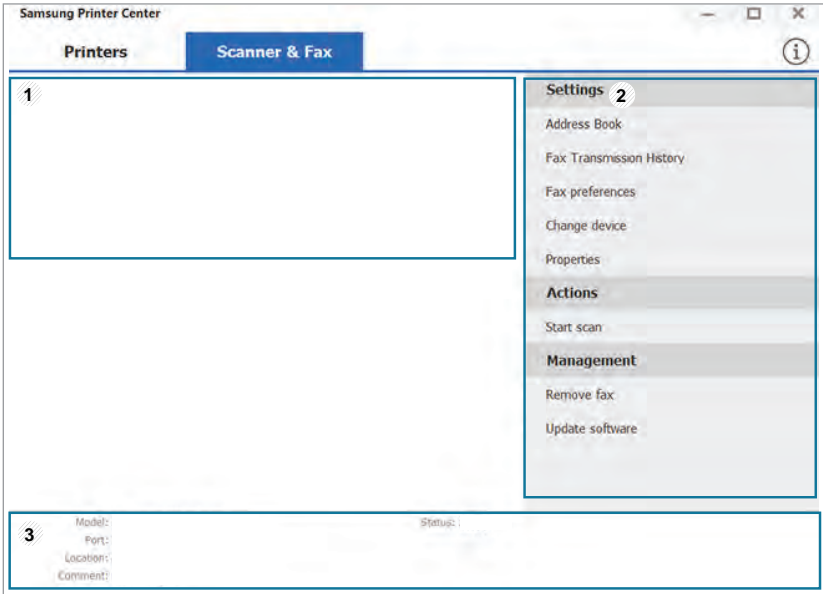 Samsung Printer Center
Printers
Scanner & Fax
i
1
Settings 2
Address Book
Fax Transmission History
Fax preferences
Change device
Properties
Actions
Start scan
Management
Remove fax
Update software
3
Model:
Status:
Port:
Location:
Comment: